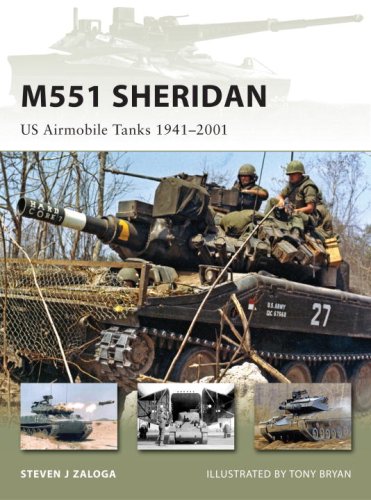 M551 SHERIDAN
US Airmobile Tanks 1941–2001
U.S. ARMY
27
STEVEN J ZALOGA
ILLUSTRATED BY TONY BRYAN